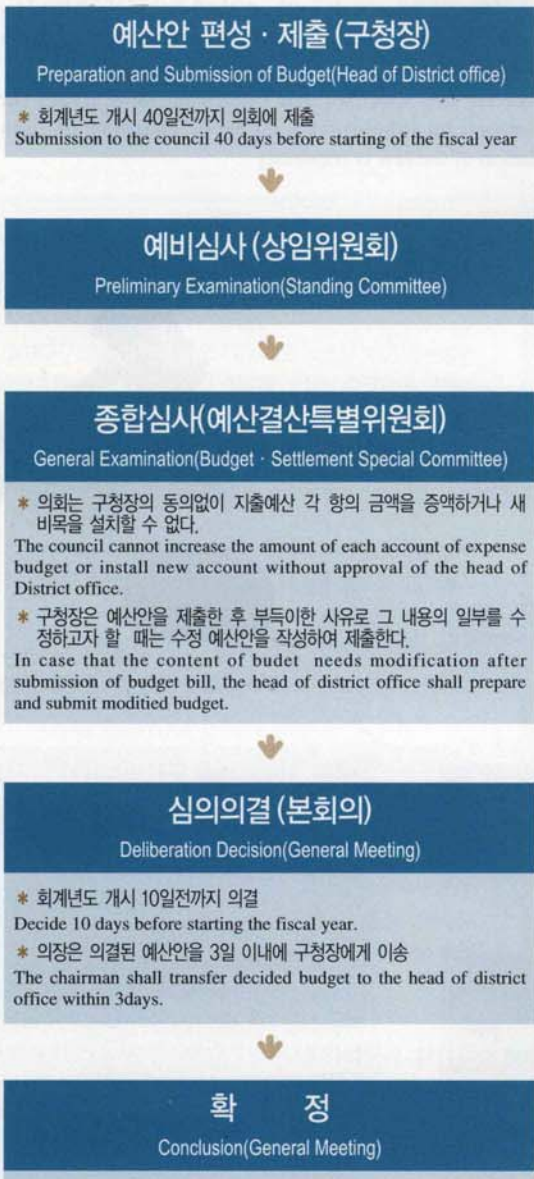 예산안 편성 · 제출 (구청장)
Preparation and Submission of Budget(Head of District office)
* 회계년도 개시 40일전까지 의회에 제출
Submission to the council 40 days before starting of the fiscal year
예비심사 (상임위원회)
Preliminary Examination(Standing Committee)
종합심사(예산결산특별위원회)
General Examination(Budget · Settlement Special Committee)
* 의회는 구청장의 동의없이 지출예산 각 항의 금액을 증액하거나 새
비목을 설치할 수 없다.
The council cannot increase the amount of each account of expense
budget or install new account without approval of the head of
District office.
* 구청장은 예산안을 제출한 후 부득이한 사유로 그 내용의 일부를 수
정하고자 할 때는 수정 예산안을 작성하여 제출한다.
In case that the content of budet needs modification after
submission of budget bill, the head of district office shall prepare
and submit moditied budget.
심의의결 (본회의)
Deliberation Decision(General Meeting)
* 회계년도 개시 10일전까지 의결
Decide 10 days before starting the fiscal year.
* 의장은 의결된 예산안을 3일 이내에 구청장에게 이송
The chairman shall transfer decided budget to the head of district
office within 3days.
확 정
Conclusion(General Meeting)